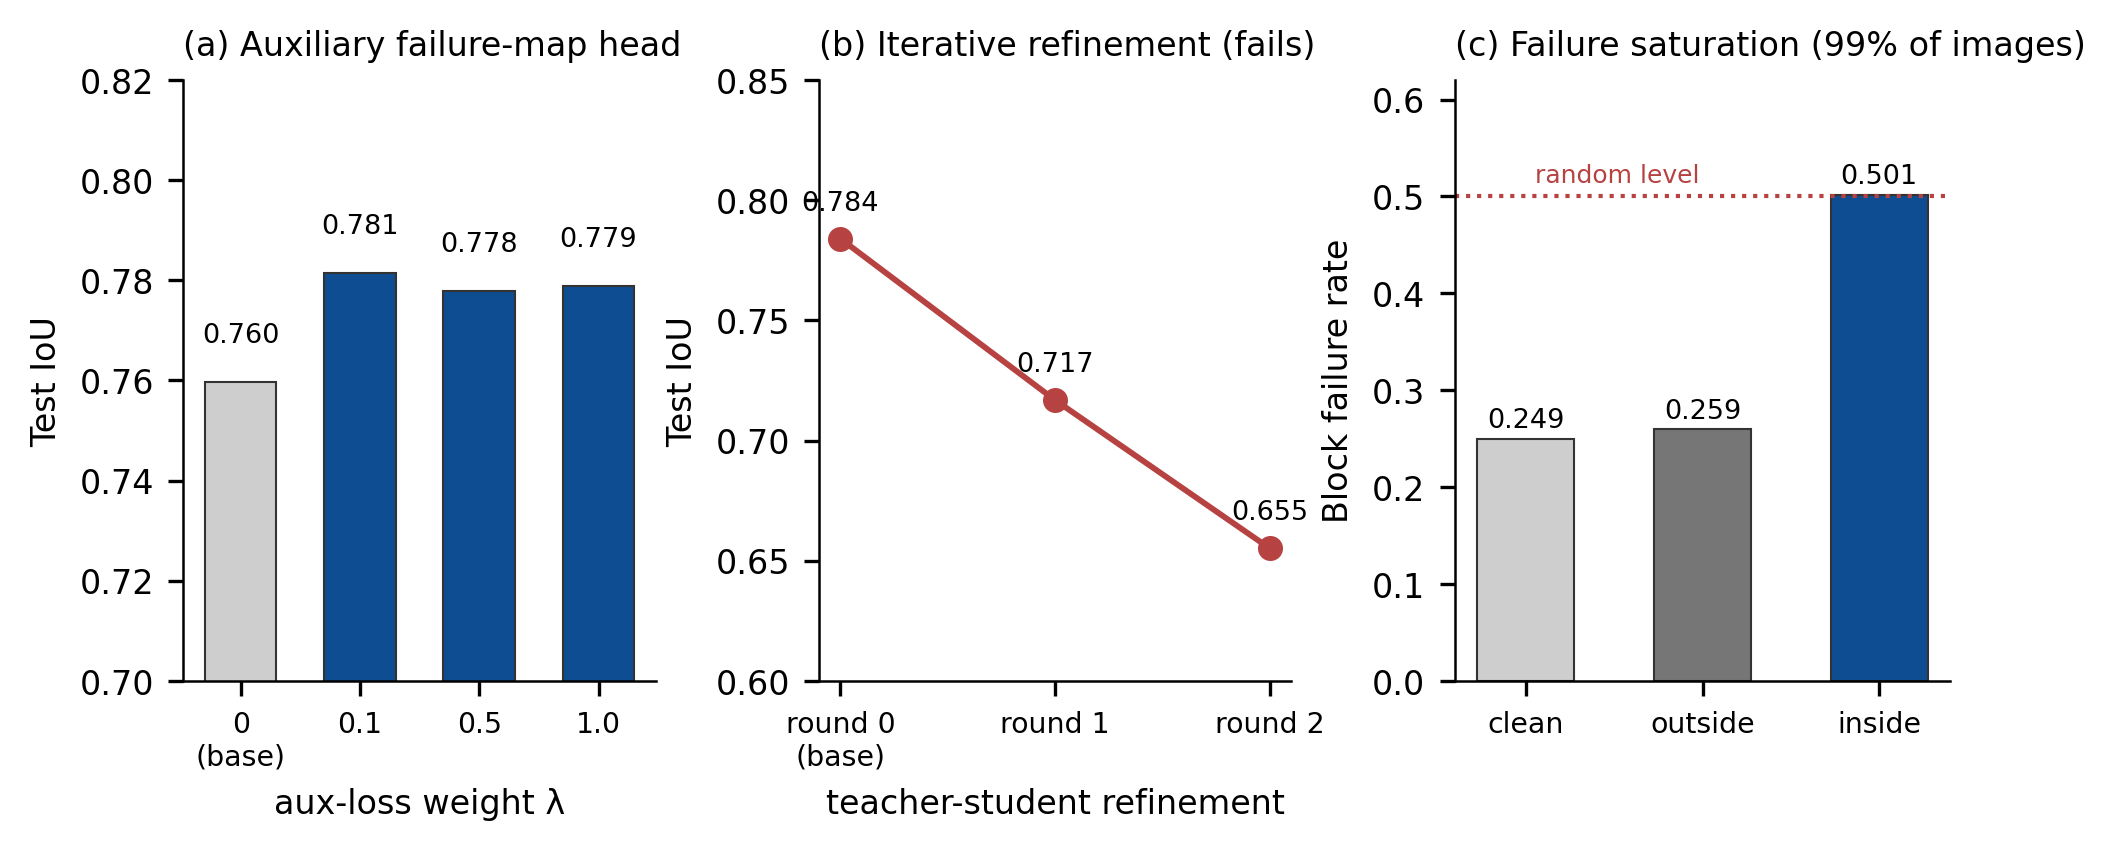 (a) Auxiliary failure-map head
0.82
0.80
0.78
0.76
0.74
0.72
0.70
Test IoU
0.760
0.781
0.778
0.779
0
(base)
0.1
0.5
1.0
aux-loss weight λ
(b) Iterative refinement (fails)
0.85
0.80
0.75
0.70
0.65
0.60
Test IoU
0.784
0.717
0.655
round 0
(base)
round 1
round 2
teacher-student refinement
(c) Failure saturation (99% of images)
0.6
0.5
0.4
0.3
0.2
0.1
0.0
Block failure rate
random level
0.249
0.259
0.501
clean
outside
inside